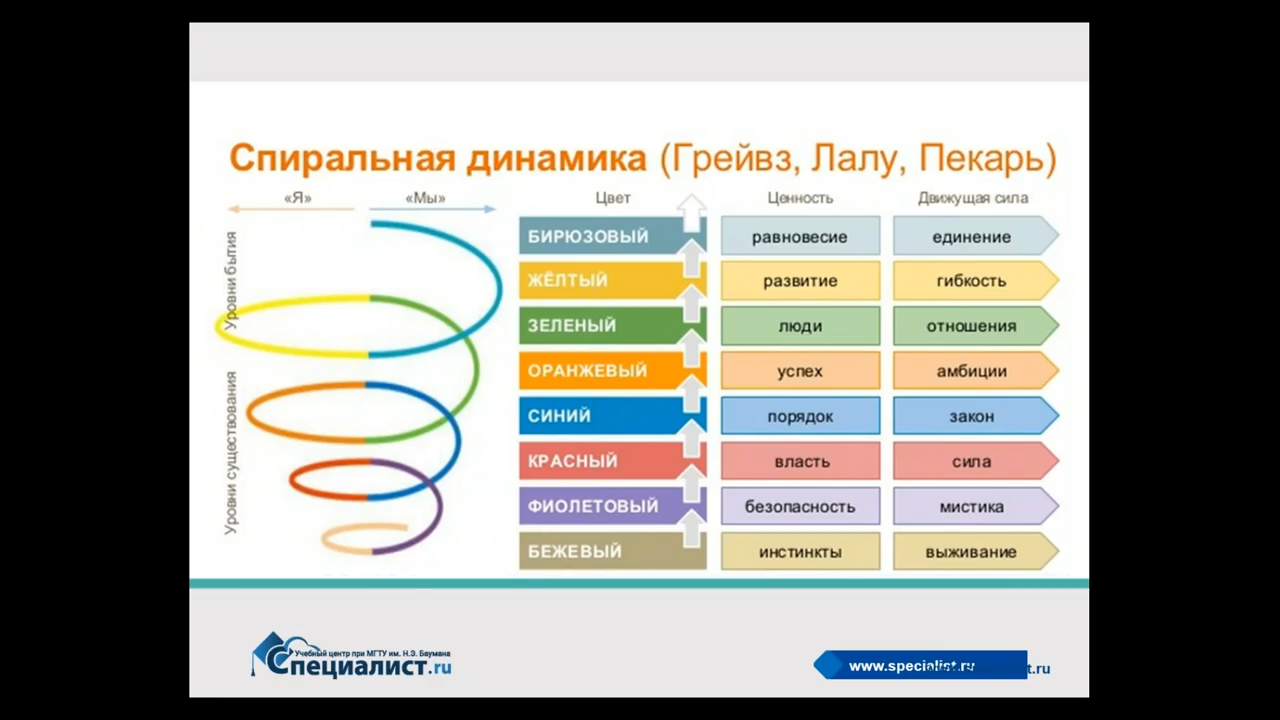 Спиральная динамика (Грейвз, Лалу, Пекарь)
«Я» «Мы» Цвет Ценность Движущая сила
Уровни бытия
Уровни существования
БИРЮЗОВЫЙ равновесие единение
ЖЁЛТЫЙ развитие гибкость
ЗЕЛЕНЫЙ люди отношения
ОРАНЖЕВЫЙ успех амбиции
СИНИЙ порядок закон
КРАСНЫЙ власть сила
ФИОЛЕТОВЫЙ безопасность мистика
БЕЖЕВЫЙ инстинкты выживание
Учебный центр при МГТУ им. Н.Э. Баумана
Специалист.ru
www.specialist.ru